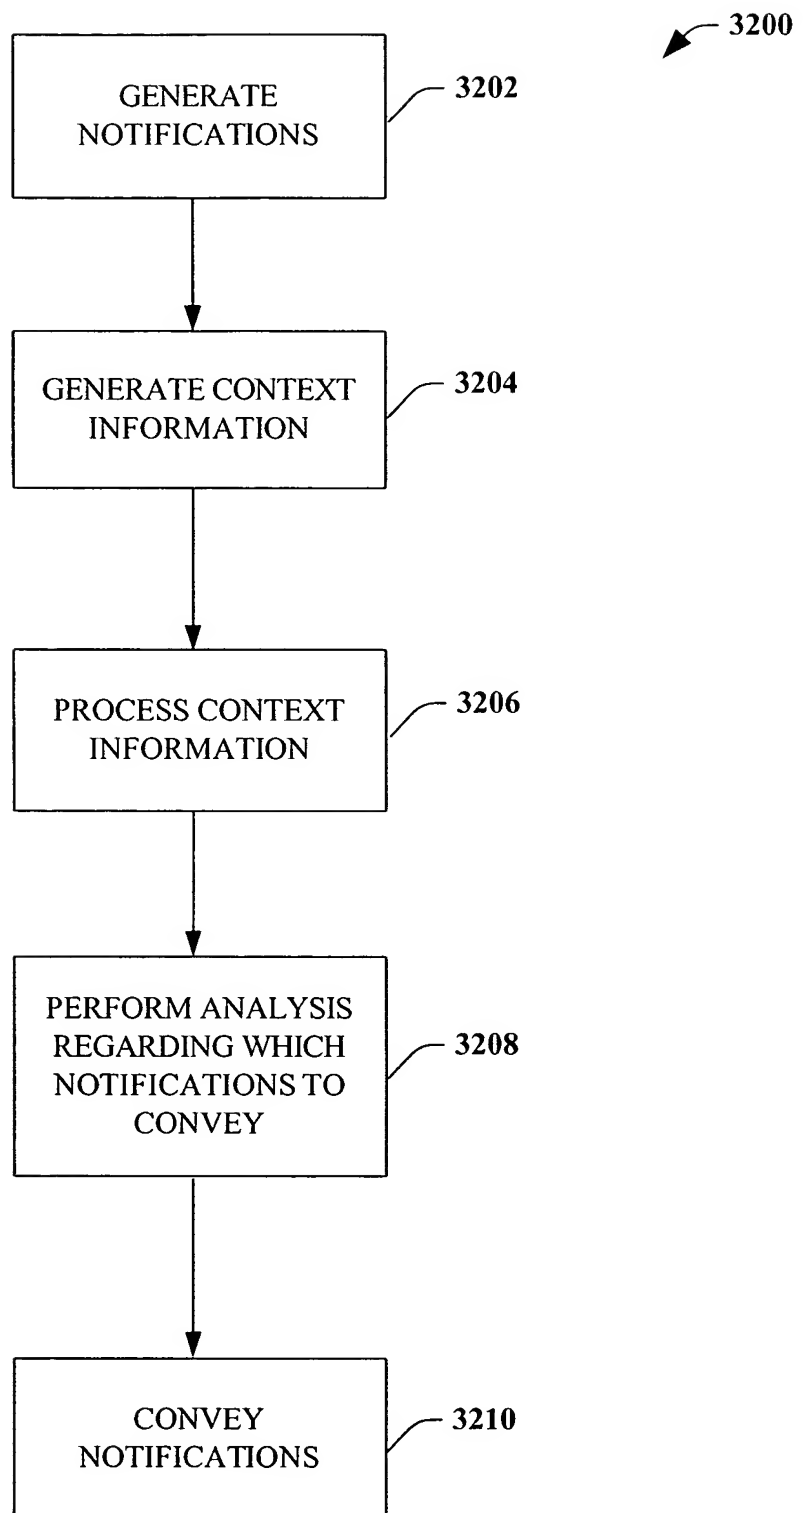 3200
GENERATE
NOTIFICATIONS
3202
GENERATE CONTEXT
INFORMATION
3204
PROCESS CONTEXT
INFORMATION
3206
PERFORM ANALYSIS
REGARDING WHICH
NOTIFICATIONS TO
CONVEY
3208
CONVEY
NOTIFICATIONS
3210